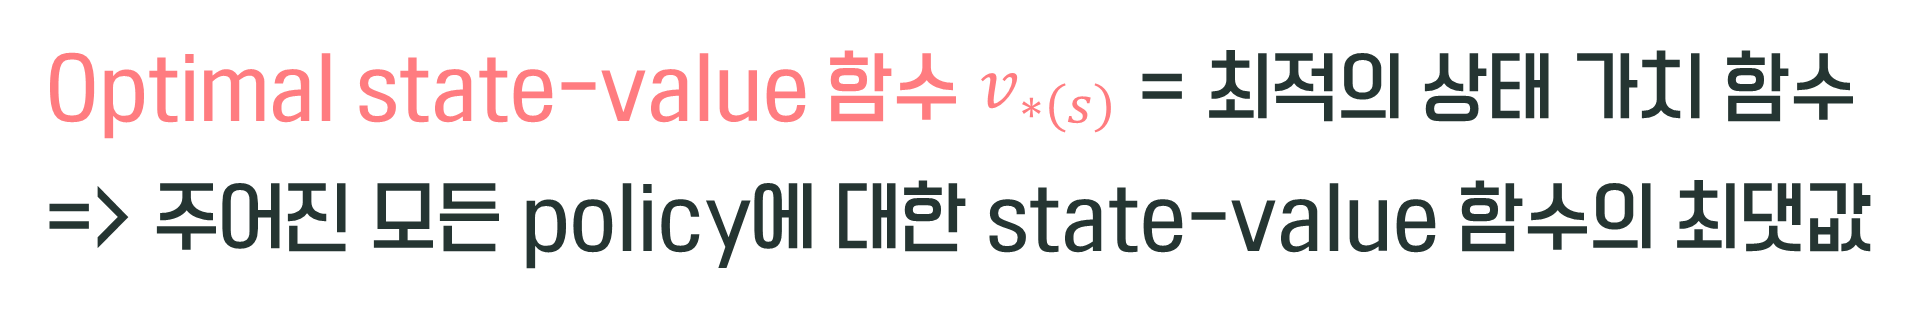 Optimal state-value 함수 v*(s) = 최적의 상태 가치 함수
=> 주어진 모든 policy에 대한 state-value 함수의 최댓값